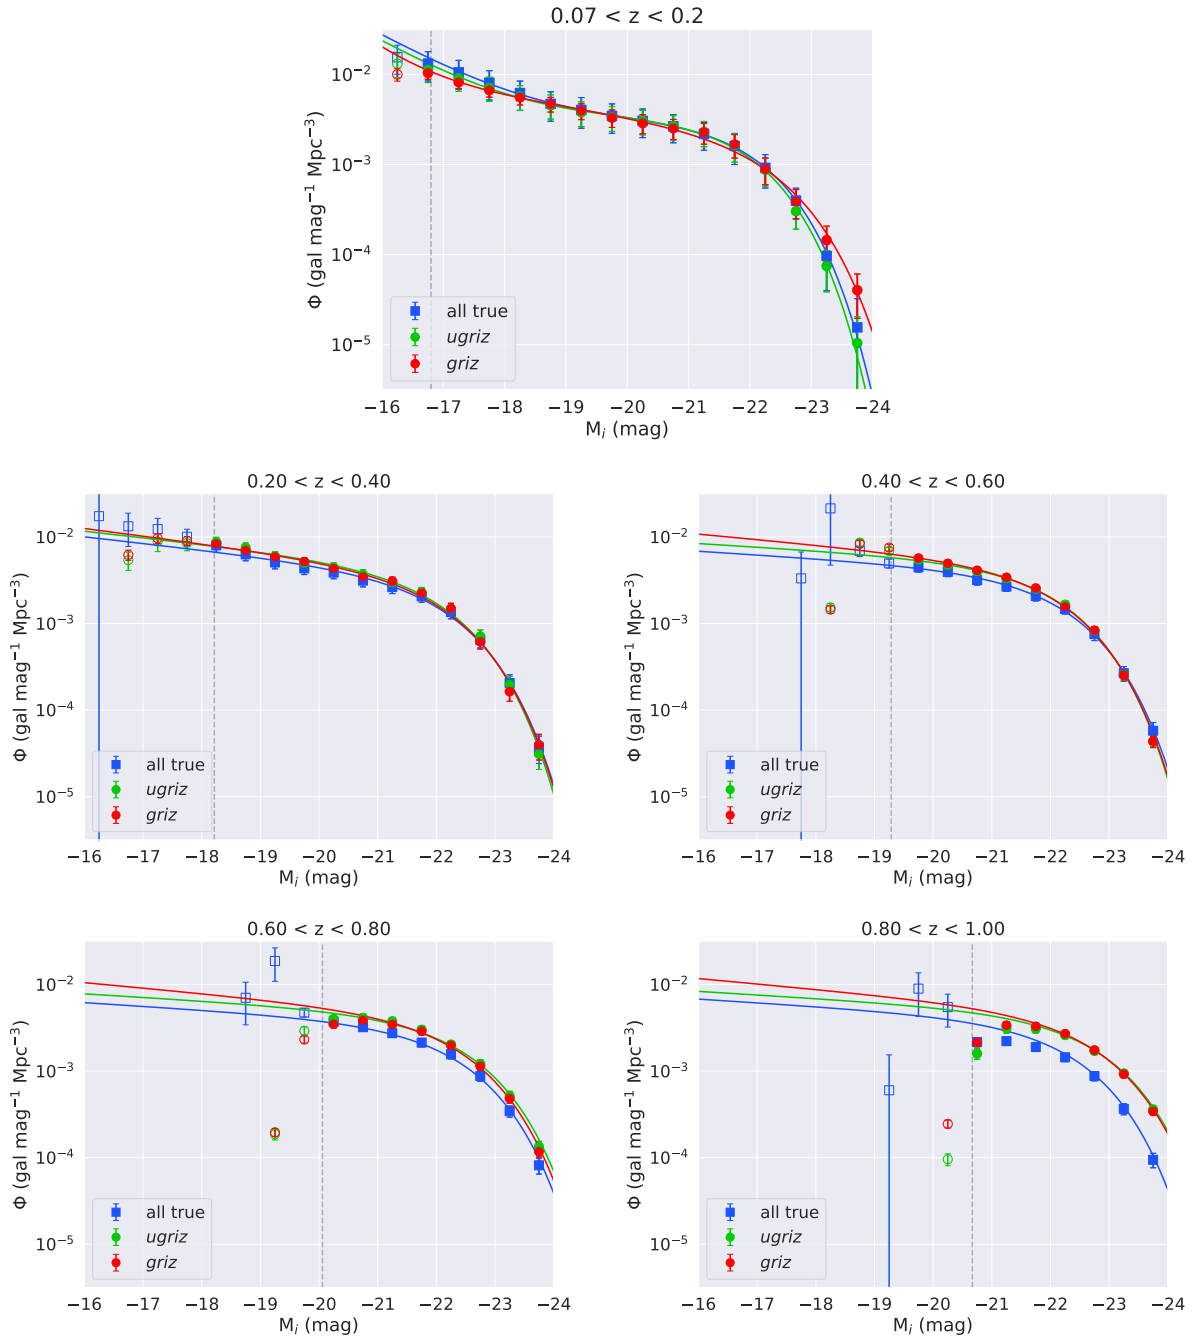 0.07 < z < 0.2
Φ (gal mag⁻¹ Mpc⁻³)
10⁻²
10⁻³
10⁻⁴
10⁻⁵
all true
ugriz
griz
−16 −17 −18 −19 −20 −21 −22 −23 −24
Mᵢ (mag)
0.20 < z < 0.40
Φ (gal mag⁻¹ Mpc⁻³)
10⁻²
10⁻³
10⁻⁴
10⁻⁵
all true
ugriz
griz
−16 −17 −18 −19 −20 −21 −22 −23 −24
Mᵢ (mag)
0.40 < z < 0.60
Φ (gal mag⁻¹ Mpc⁻³)
10⁻²
10⁻³
10⁻⁴
10⁻⁵
all true
ugriz
griz
−16 −17 −18 −19 −20 −21 −22 −23 −24
Mᵢ (mag)
0.60 < z < 0.80
Φ (gal mag⁻¹ Mpc⁻³)
10⁻²
10⁻³
10⁻⁴
10⁻⁵
all true
ugriz
griz
−16 −17 −18 −19 −20 −21 −22 −23 −24
Mᵢ (mag)
0.80 < z < 1.00
Φ (gal mag⁻¹ Mpc⁻³)
10⁻²
10⁻³
10⁻⁴
10⁻⁵
all true
ugriz
griz
−16 −17 −18 −19 −20 −21 −22 −23 −24
Mᵢ (mag)